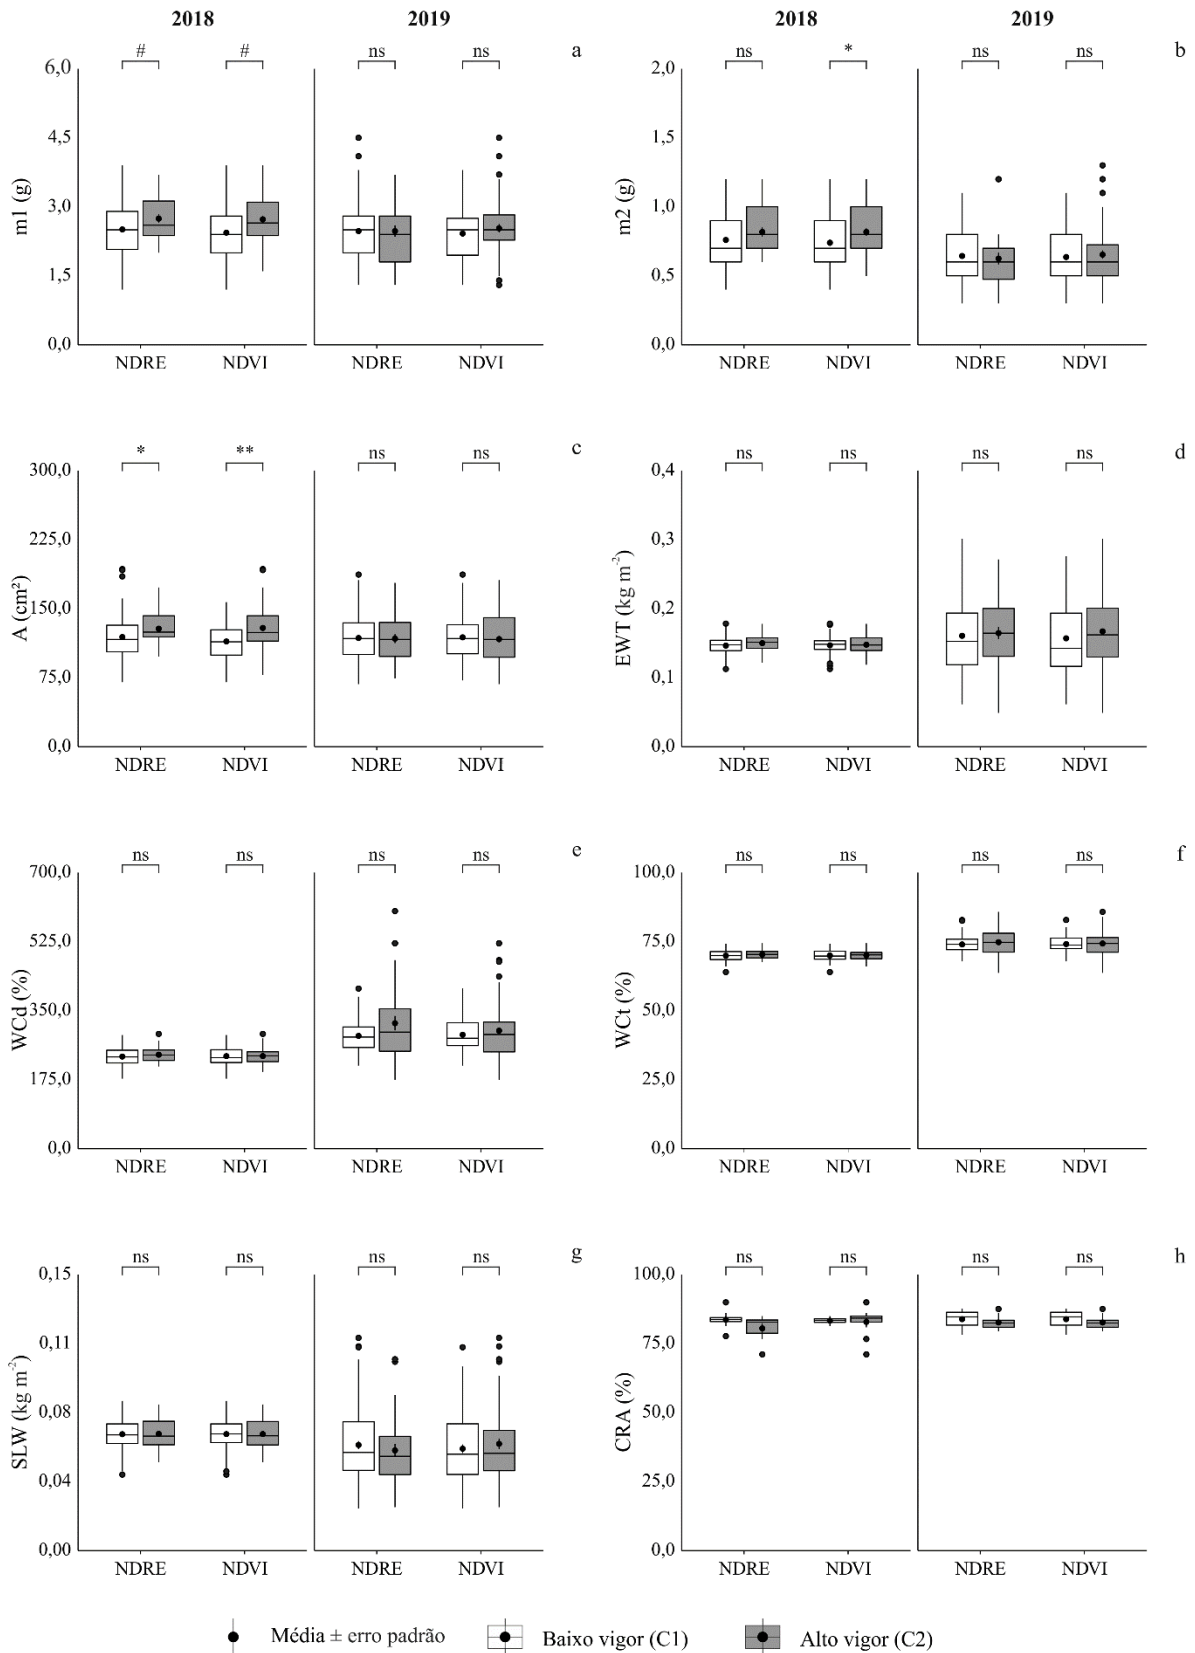 2018 2019
# # ns ns a
6,0
4,5
3,0
1,5
0,0
m1 (g)
NDRE NDVI NDRE NDVI
2018 2019
ns * ns ns b
2,0
1,5
1,0
0,5
0,0
m2 (g)
NDRE NDVI NDRE NDVI
* ** ns ns c
300,0
225,0
150,0
75,0
0,0
A (cm²)
NDRE NDVI NDRE NDVI
ns ns ns ns d
0,4
0,3
0,2
0,1
0,0
EWT (kg m⁻²)
NDRE NDVI NDRE NDVI
ns ns ns ns e
700,0
525,0
350,0
175,0
0,0
WCd (%)
NDRE NDVI NDRE NDVI
ns ns ns ns f
100,0
75,0
50,0
25,0
0,0
WCt (%)
NDRE NDVI NDRE NDVI
ns ns ns ns g
0,15
0,11
0,08
0,04
0,00
SLW (kg m⁻²)
NDRE NDVI NDRE NDVI
ns ns ns ns h
100,0
75,0
50,0
25,0
0,0
CRA (%)
NDRE NDVI NDRE NDVI
Média ± erro padrão Baixo vigor (C1) Alto vigor (C2)